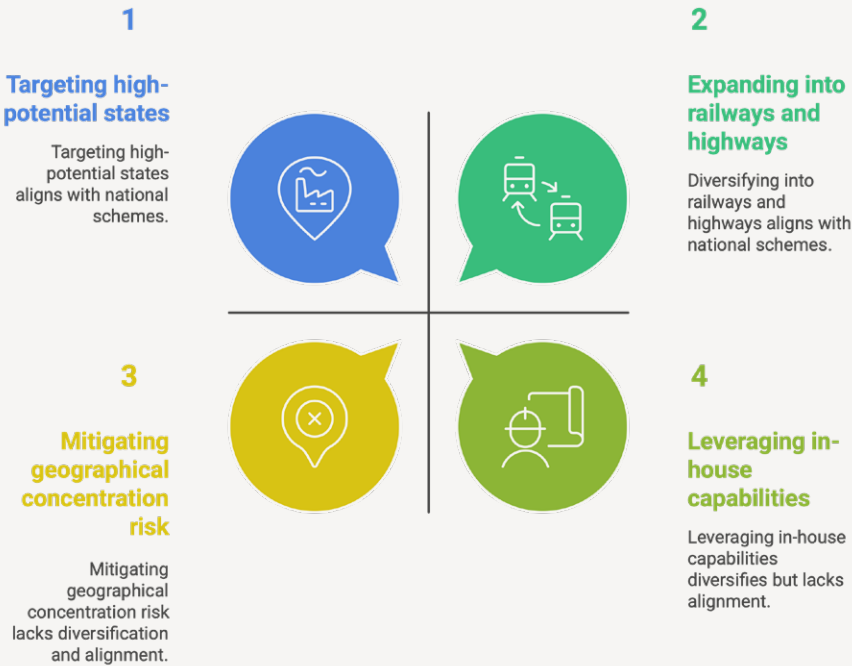 1
Targeting high-
potential states
Targeting high-
potential states
aligns with national
schemes.
2
Expanding into
railways and
highways
Diversifying into
railways and
highways aligns with
national schemes.
3
Mitigating
geographical
concentration
risk
Mitigating
geographical
concentration risk
lacks diversification
and alignment.
4
Leveraging in-
house
capabilities
Leveraging in-house
capabilities
diversifies but lacks
alignment.